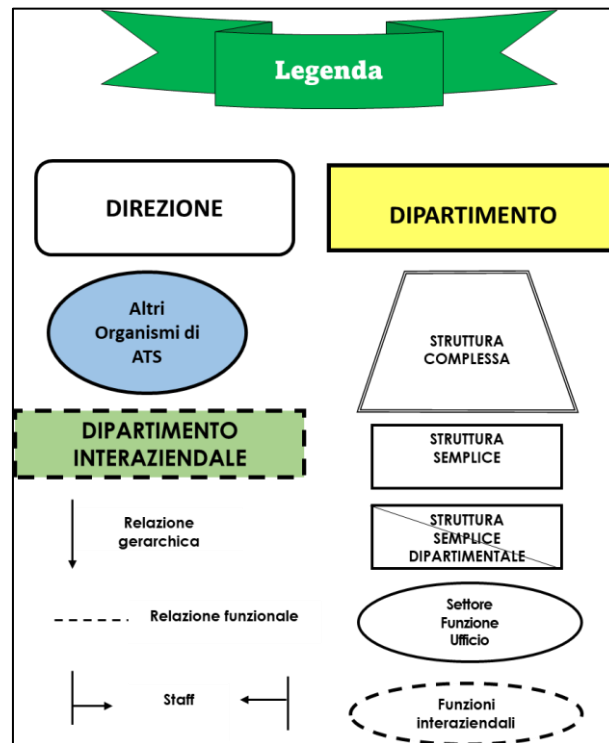 Legenda
DIREZIONE
DIPARTIMENTO
Altri
Organismi di
ATS
STRUTTURA
COMPLESSA
DIPARTIMENTO
INTERAZIENDALE
STRUTTURA
SEMPLICE
Relazione
gerarchica
STRUTTURA
SEMPLICE
DIPARTIMENTALE
Relazione funzionale
Settore
Funzione
Ufficio
Staff
Funzioni
interaziendali